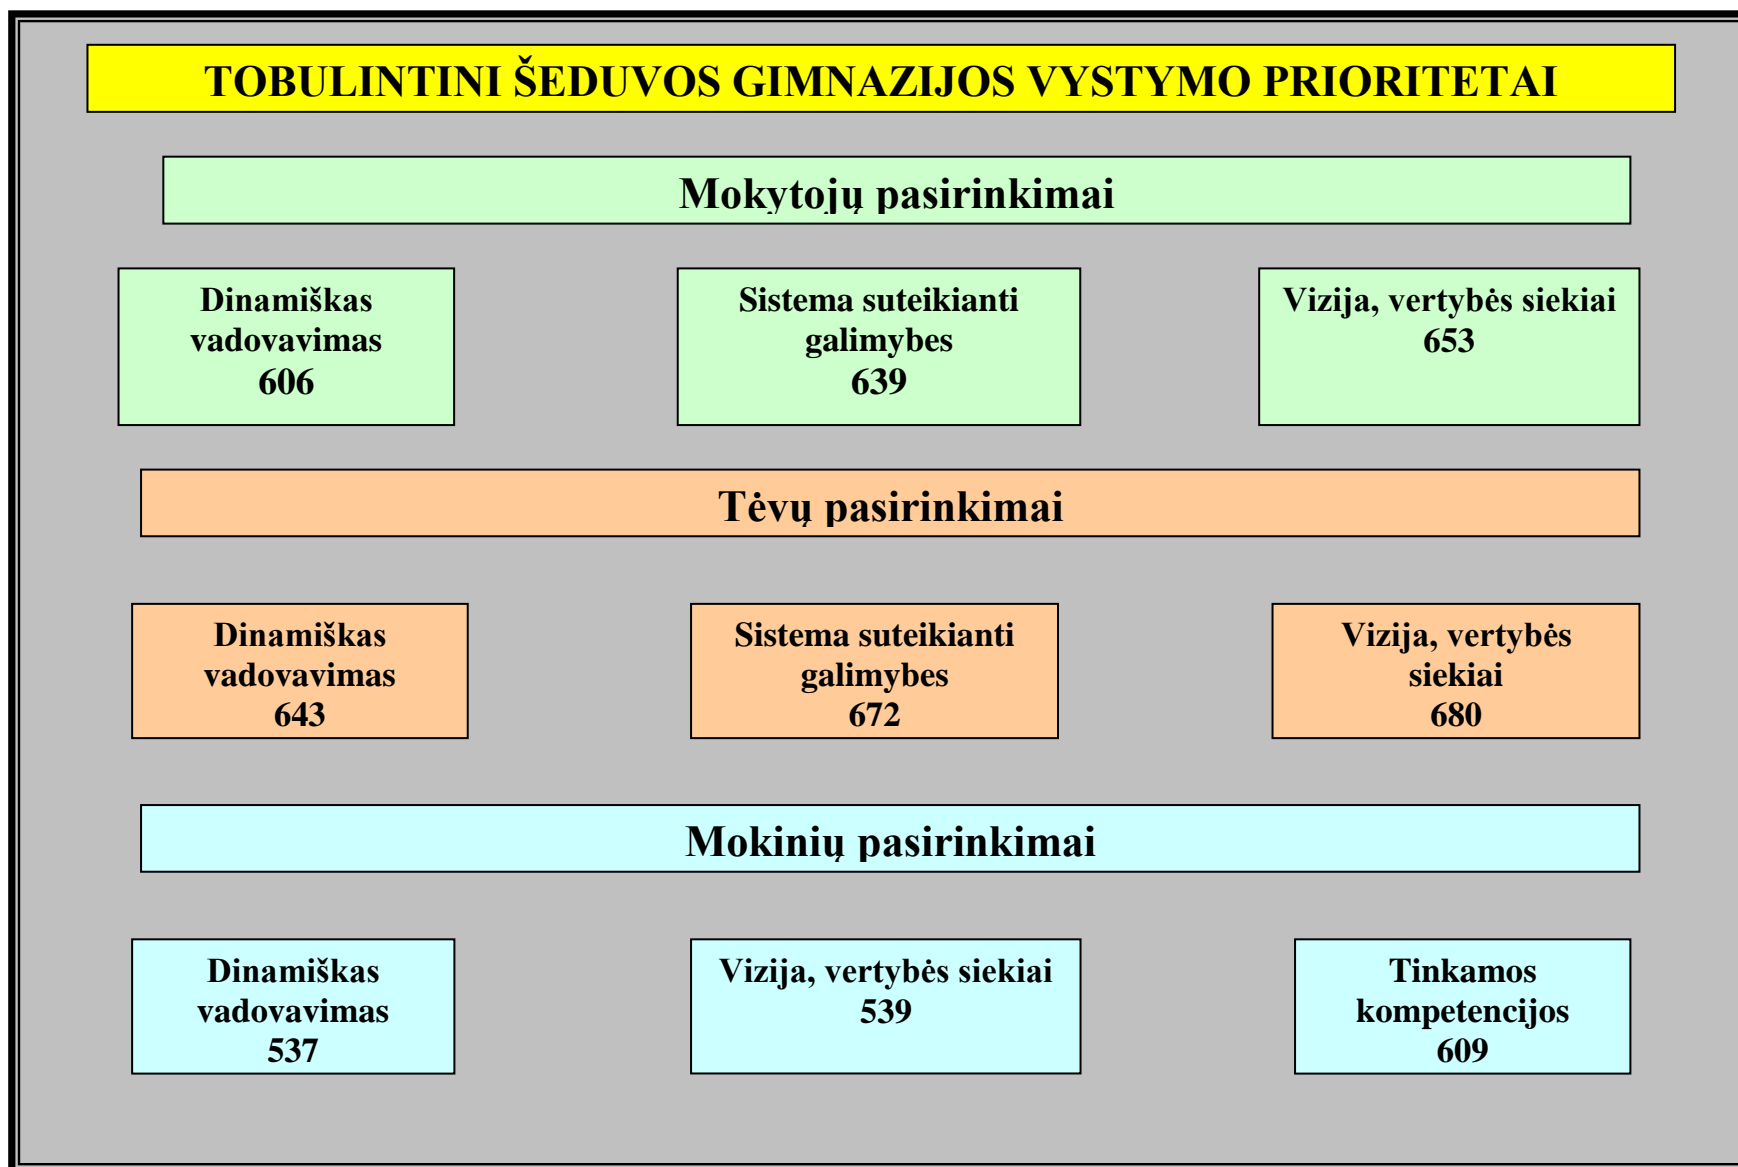 TOBULINTINI ŠEDUVOS GIMNAZIJOS VYSTYMO PRIORITETAI
Mokytojų pasirinkimai
Dinamiškas
vadovavimas
606
Sistema suteikianti
galimybes
639
Vizija, vertybės siekiai
653
Tėvų pasirinkimai
Dinamiškas
vadovavimas
643
Sistema suteikianti
galimybes
672
Vizija, vertybės
siekiai
680
Mokinių pasirinkimai
Dinamiškas
vadovavimas
537
Vizija, vertybės siekiai
539
Tinkamos
kompetencijos
609